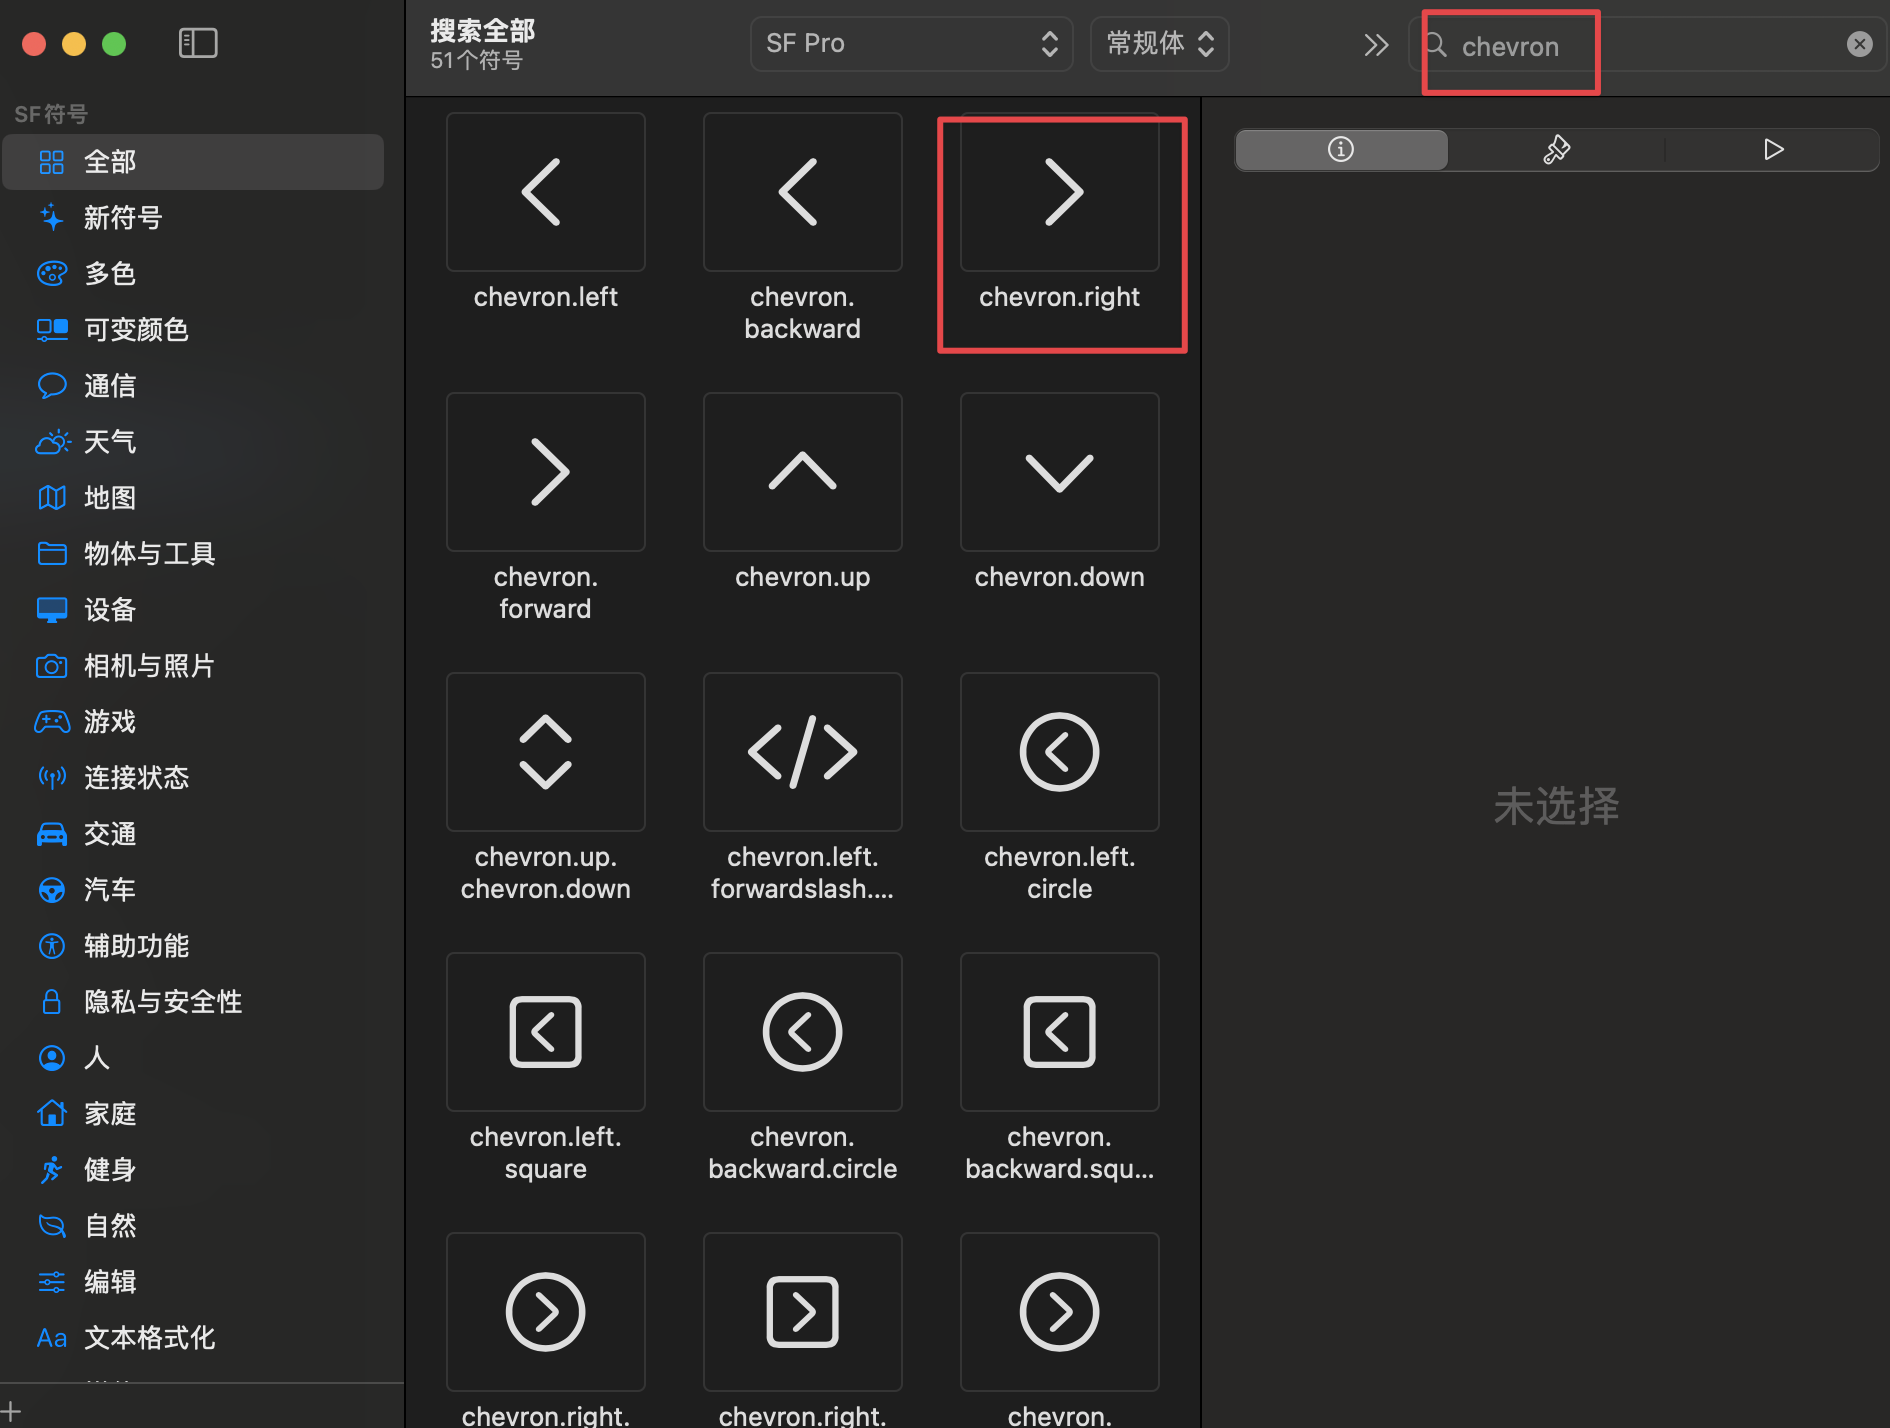 搜索全部
51个符号
SF Pro
常规体
chevron
SF符号
全部
新符号
多色
可变颜色
通信
天气
地图
物体与工具
设备
相机与照片
游戏
连接状态
交通
汽车
辅助功能
隐私与安全性
人
家庭
健身
自然
编辑
Aa 文本格式化
chevron.left
chevron.
backward
chevron.right
chevron.
forward
chevron.up
chevron.down
chevron.up.
chevron.down
chevron.left.
forwardslash....
chevron.left.
circle
chevron.left.
square
chevron.
backward.circle
chevron.
backward.squ...
chevron.right.
chevron.right.
chevron.
未选择